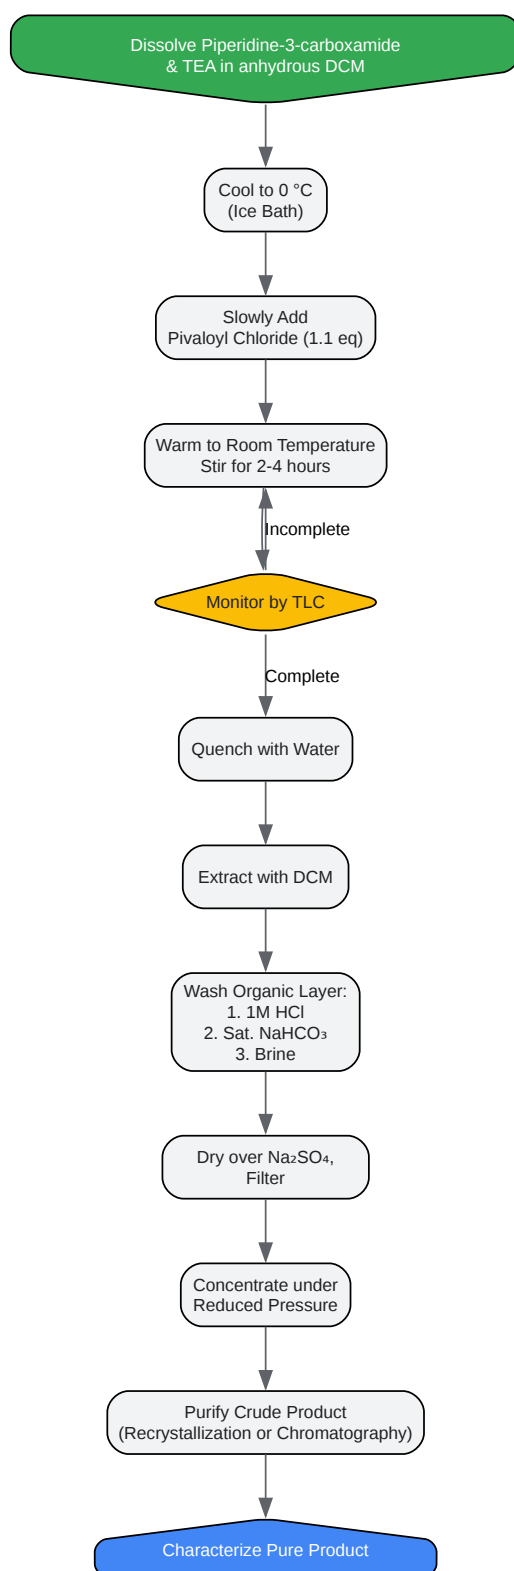 Dissolve Piperidine-3-carboxamide
& TEA in anhydrous DCM
Cool to 0 °C
(Ice Bath)
Slowly Add
Pivaloyl Chloride (1.1 eq)
Warm to Room Temperature
Stir for 2-4 hours
Incomplete
Monitor by TLC
Complete
Quench with Water
Extract with DCM
Wash Organic Layer:
1. 1M HCl
2. Sat. NaHCO₃
3. Brine
Dry over Na₂SO₄,
Filter
Concentrate under
Reduced Pressure
Purify Crude Product
(Recrystallization or Chromatography)
Characterize Pure Product